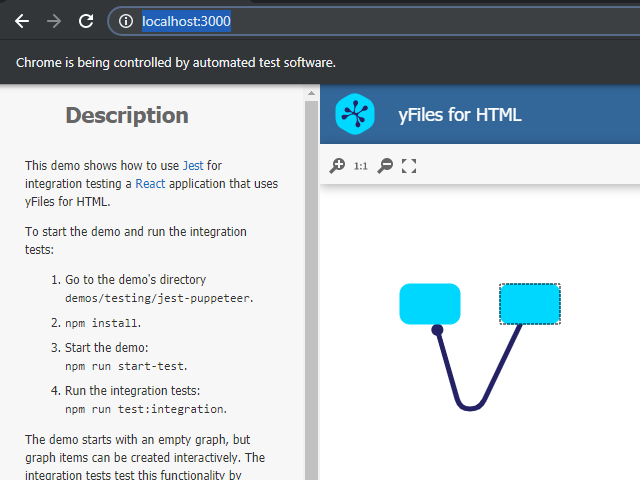 localhost:3000
Chrome is being controlled by automated test software.
Description
This demo shows how to use Jest for
integration testing a React application that uses
yFiles for HTML.
To start the demo and run the integration
tests:
1. Go to the demo's directory
demos/testing/jest-puppeteer.
2. npm install.
3. Start the demo:
npm run start-test.
4. Run the integration tests:
npm run test:integration.
The demo starts with an empty graph, but
graph items can be created interactively. The
integration tests test this functionality by
yFiles for HTML
1:1